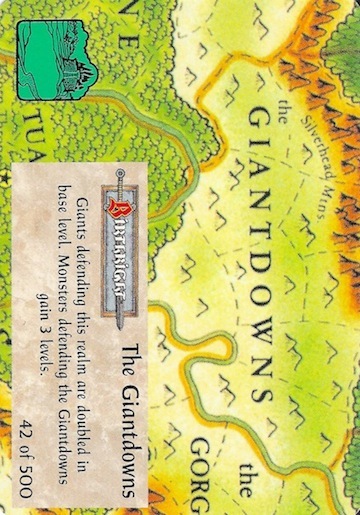 NE
TUA
the
GIANTDOWNS
Silverhead Mtns.
the
GORG
BIRTHRIGHT
The Giantdowns
Giants defending this realm are doubled in
base level. Monsters defending the Giantdowns
gain 3 levels.
42 of 500